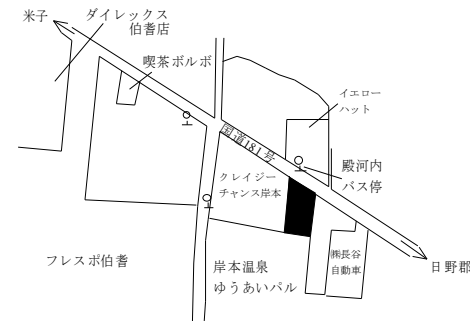 米子
ダイレックス
伯耆店
喫茶ボルボ
イエロー
ハット
国道181号
殿河内
バス停
クレイジー
チャンス岸本
㈱長谷
自動車
フレスポ伯耆
岸本温泉
ゆうあいパル
日野郡